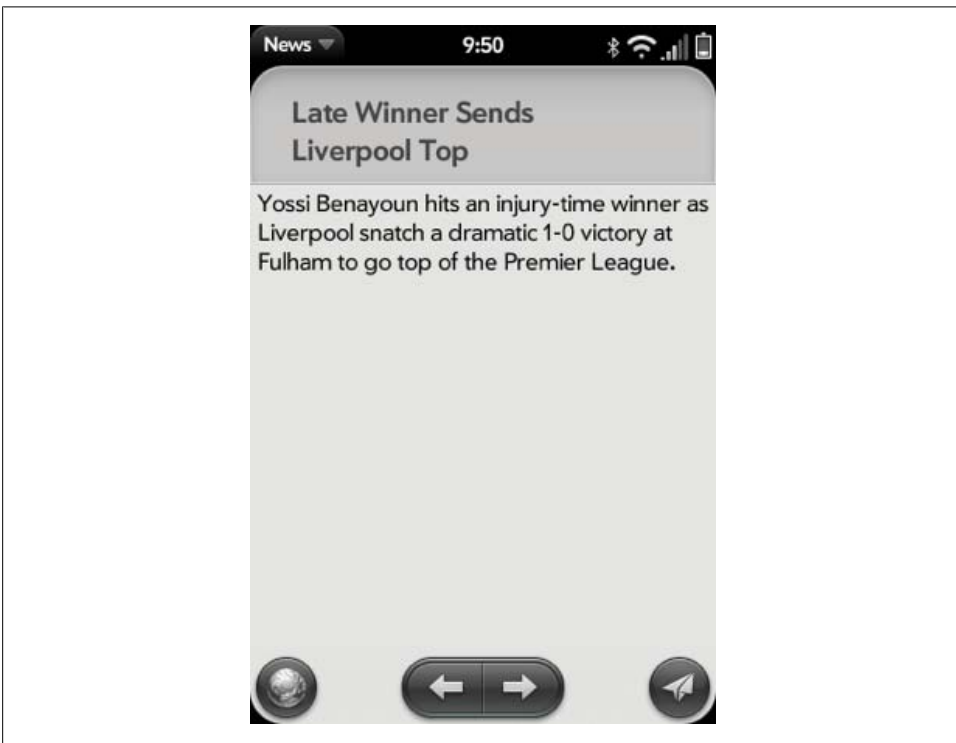 News
9:50
Late Winner Sends
Liverpool Top
Yossi Benayoun hits an injury-time winner as
Liverpool snatch a dramatic 1-0 victory at
Fulham to go top of the Premier League.